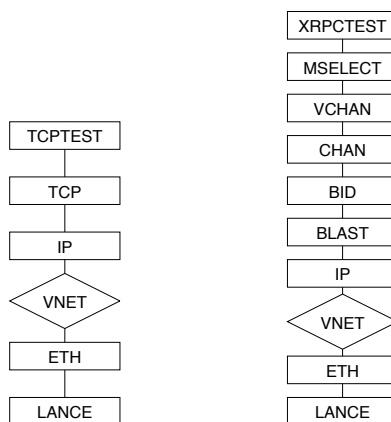 TCPTEST
TCP
IP
VNET
ETH
LANCE
XRPCTEST
MSELECT
VCHAN
CHAN
BID
BLAST
IP
VNET
ETH
LANCE